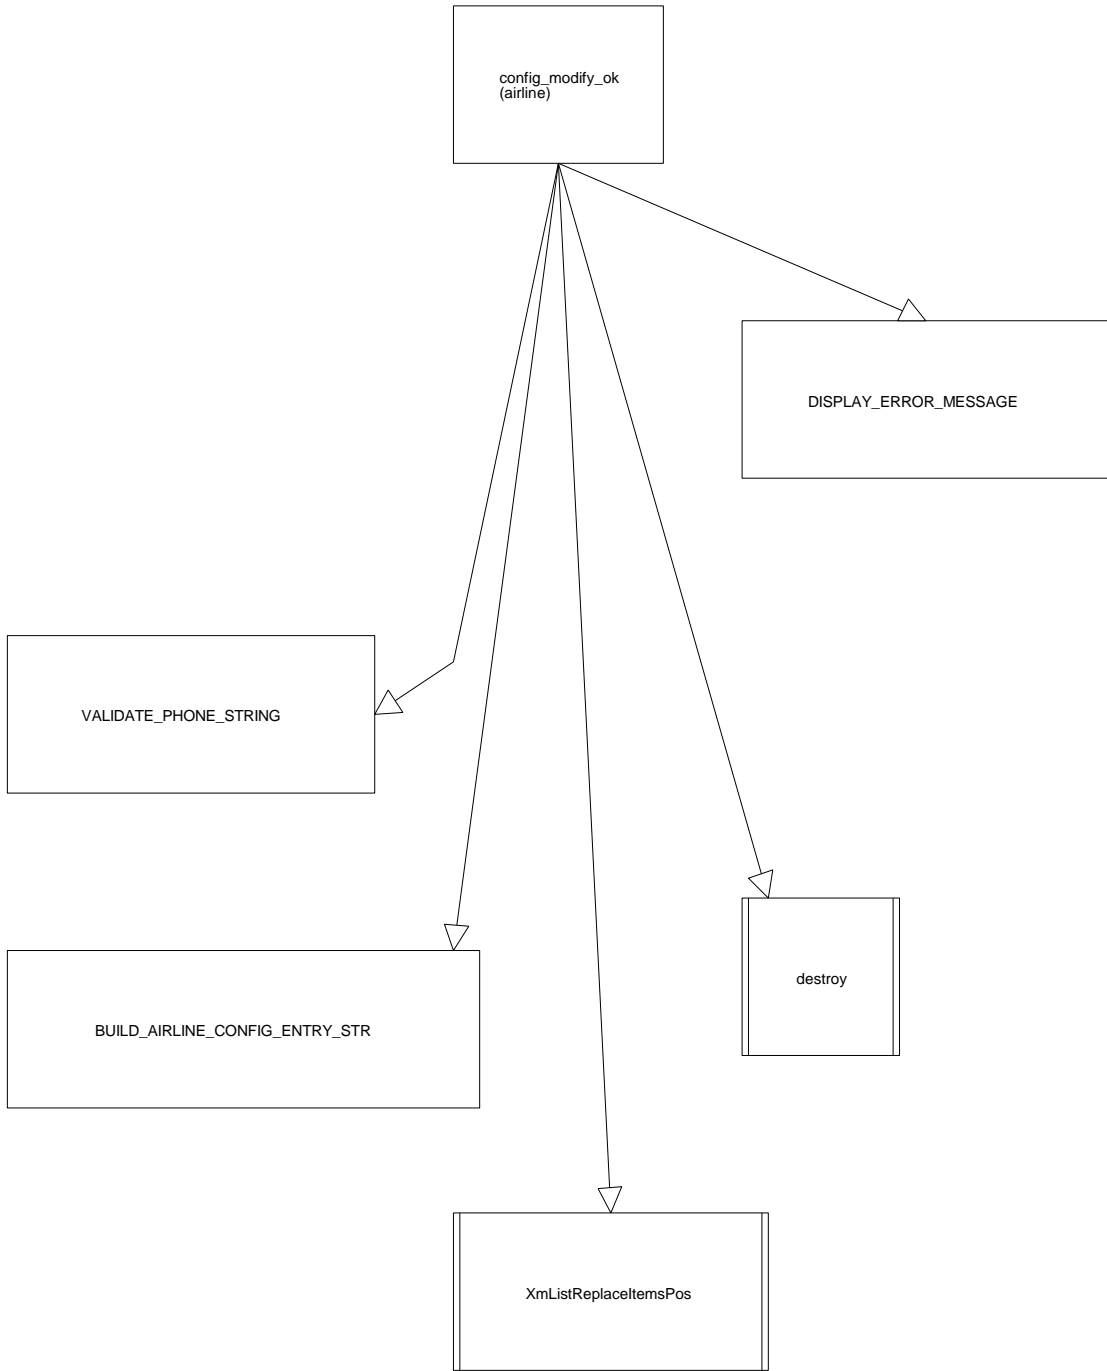 config_modify_ok
(airline)
DISPLAY_ERROR_MESSAGE
VALIDATE_PHONE_STRING
destroy
BUILD_AIRLINE_CONFIG_ENTRY_STR
XmListReplaceItemsPos